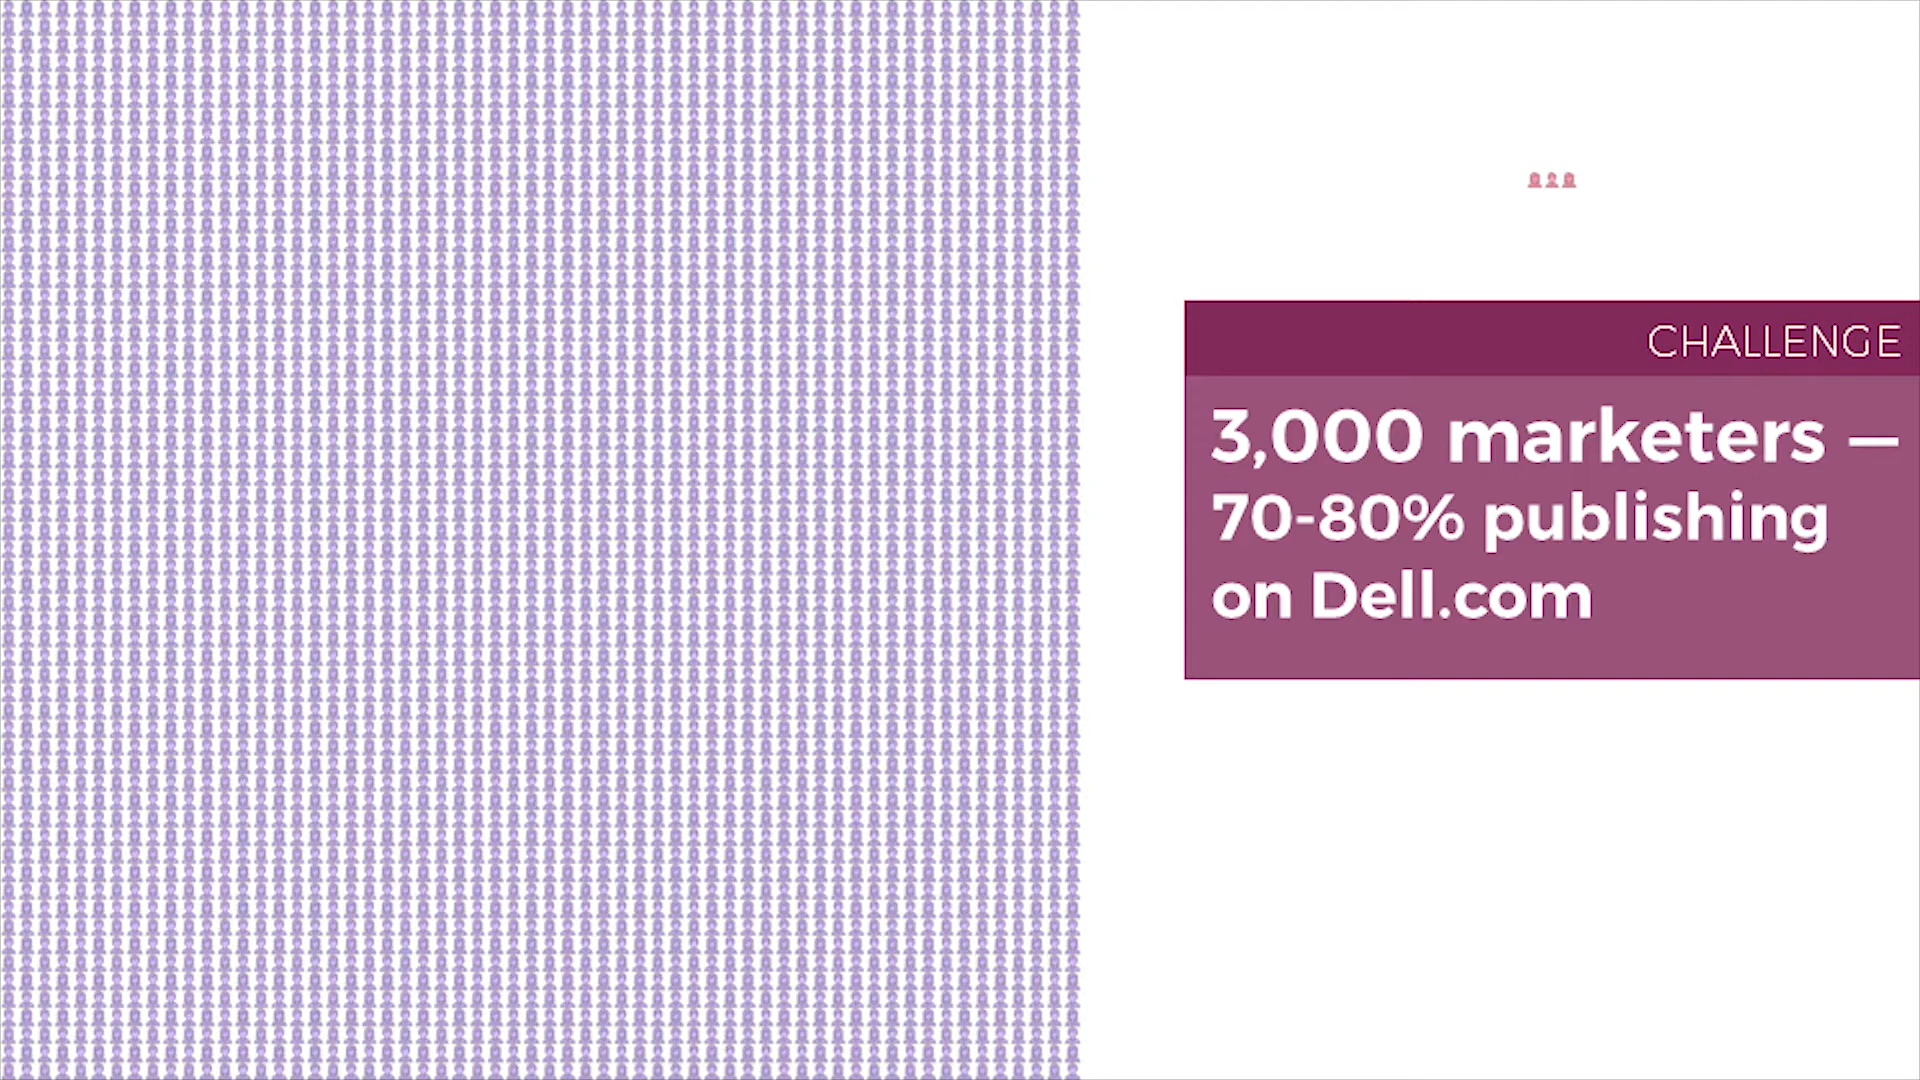 CHALLENGE
3,000 marketers —
70-80% publishing
on Dell.com